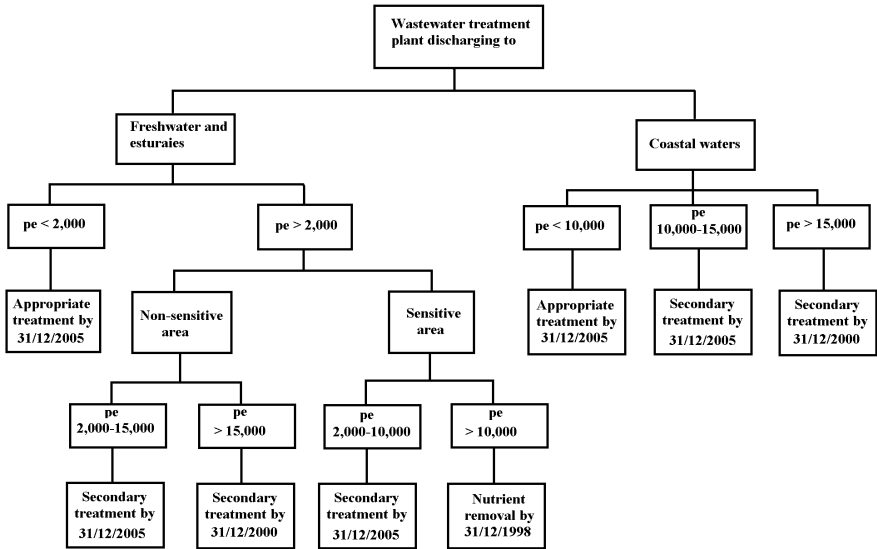 Wastewater treatment
plant discharging to
Freshwater and
esturaies
Coastal waters
pe < 2,000
pe > 2,000
pe < 10,000
pe
10,000-15,000
pe > 15,000
Appropriate
treatment by
31/12/2005
Non-sensitive
area
Sensitive
area
Appropriate
treatment by
31/12/2005
Secondary
treatment by
31/12/2005
Secondary
treatment by
31/12/2000
pe
2,000-15,000
pe
> 15,000
pe
2,000-10,000
pe
> 10,000
Secondary
treatment by
31/12/2005
Secondary
treatment by
31/12/2000
Secondary
treatment by
31/12/2005
Nutrient
removal by
31/12/1998